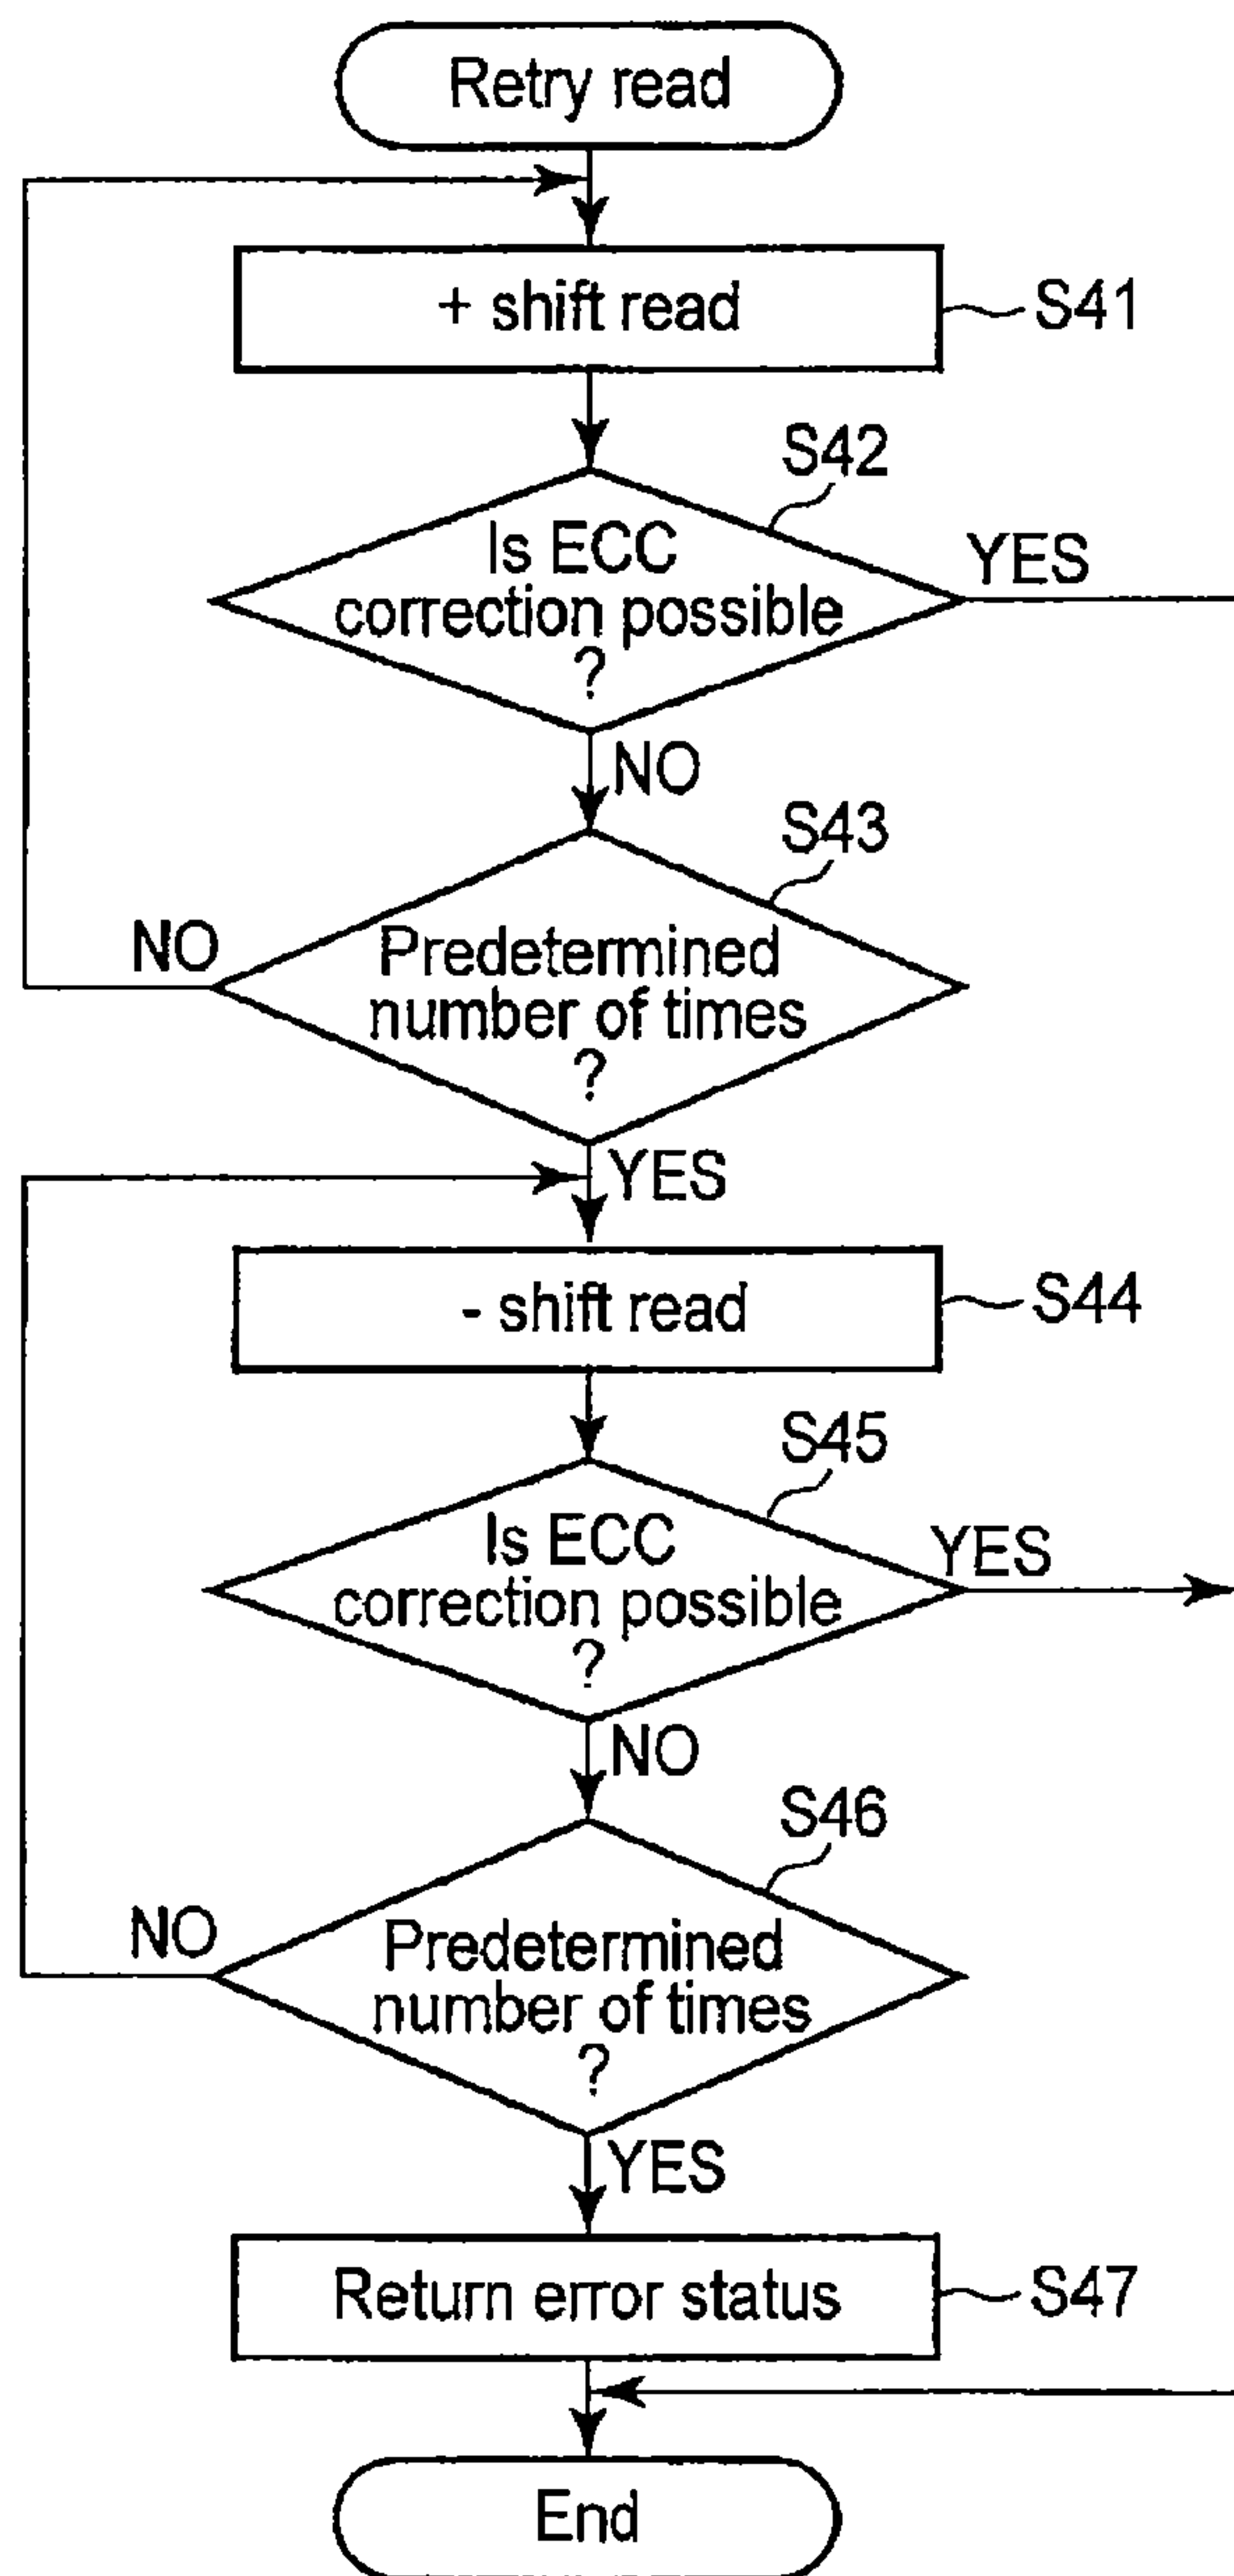 Retry read
+ shift read
S41
S42
Is ECC
correction possible
?
YES
NO
S43
Predetermined
number of times
?
NO
YES
- shift read
S44
S45
Is ECC
correction possible
?
YES
NO
S46
Predetermined
number of times
?
NO
YES
Return error status
S47
End